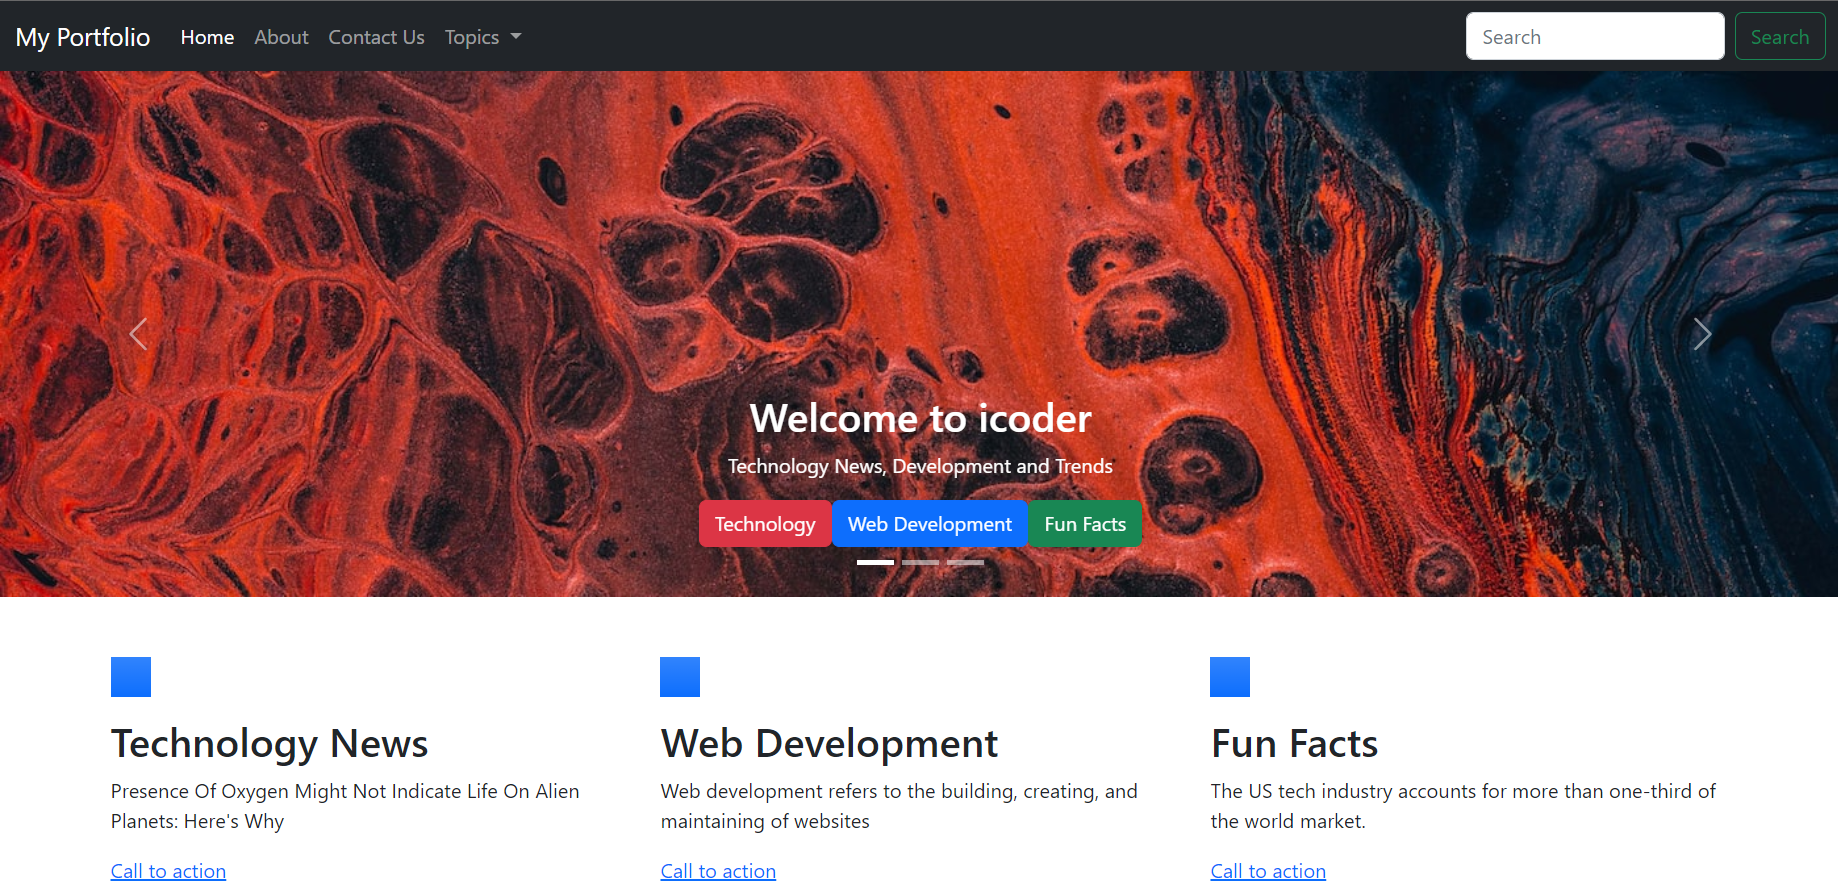 My Portfolio Home About Contact Us Topics Search Search
Welcome to icoder
Technology News, Development and Trends
Technology Web Development Fun Facts
Technology News
Presence Of Oxygen Might Not Indicate Life On Alien
Planets: Here's Why
Call to action
Web Development
Web development refers to the building, creating, and
maintaining of websites
Call to action
Fun Facts
The US tech industry accounts for more than one-third of
the world market.
Call to action